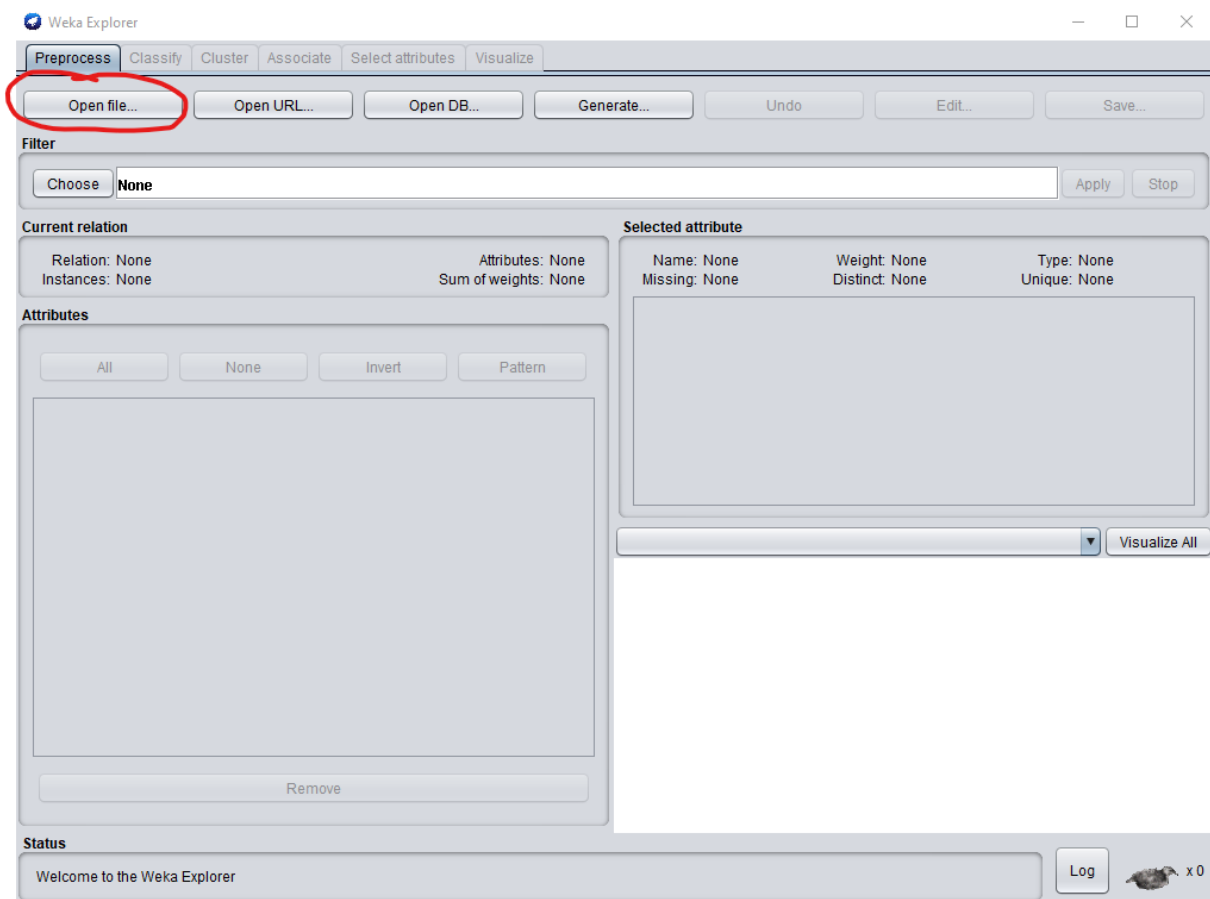 Weka Explorer
Preprocess Classify Cluster Associate Select attributes Visualize
Open file... Open URL... Open DB... Generate... Undo Edit... Save...
Filter
Choose None Apply Stop
Current relation
Relation: None Attributes: None
Instances: None Sum of weights: None
Selected attribute
Name: None Weight: None Type: None
Missing: None Distinct: None Unique: None
Attributes
All None Invert Pattern
Visualize All
Remove
Status
Welcome to the Weka Explorer
Log x 0